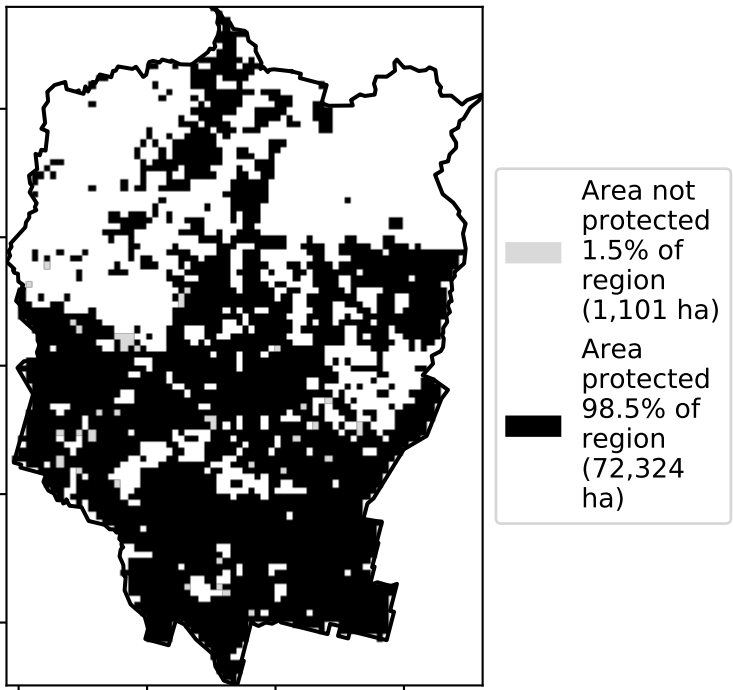 Area not
protected
1.5% of
region
(1,101 ha)
Area
protected
98.5% of
region
(72,324
ha)